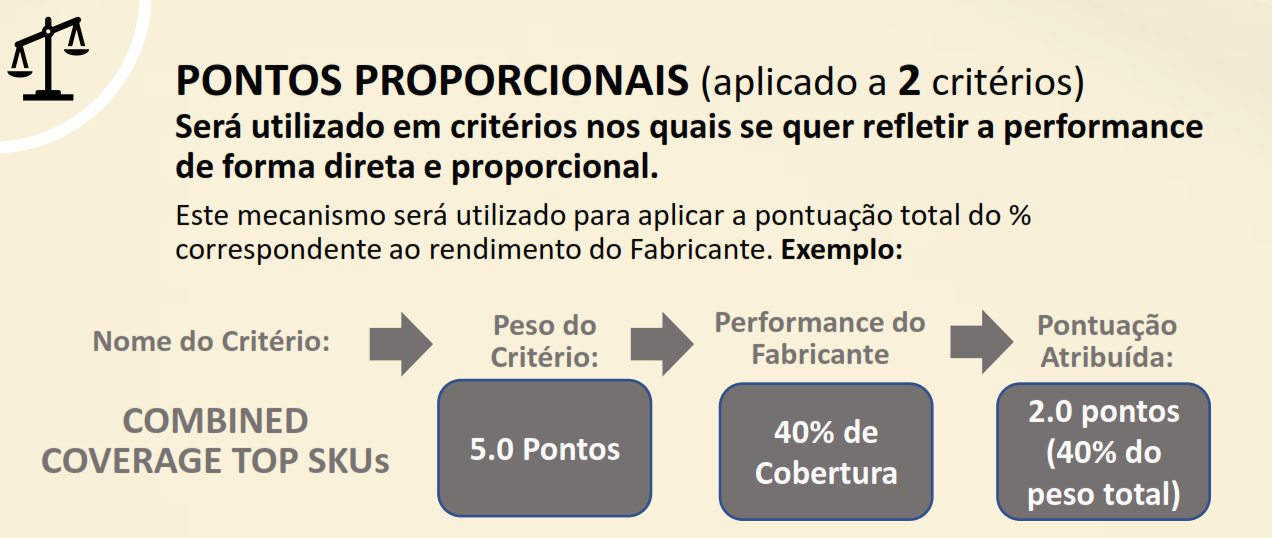 PONTOS PROPORCIONAIS (aplicado a 2 critérios)
Será utilizado em critérios nos quais se quer refletir a performance
de forma direta e proporcional.
Este mecanismo será utilizado para aplicar a pontuação total do %
correspondente ao rendimento do Fabricante. Exemplo:
Nome do Critério:
COMBINED
COVERAGE TOP SKUs
Peso do
Critério:
5.0 Pontos
Performance do
Fabricante
40% de
Cobertura
Pontuação
Atribuída:
2.0 pontos
(40% do
peso total)